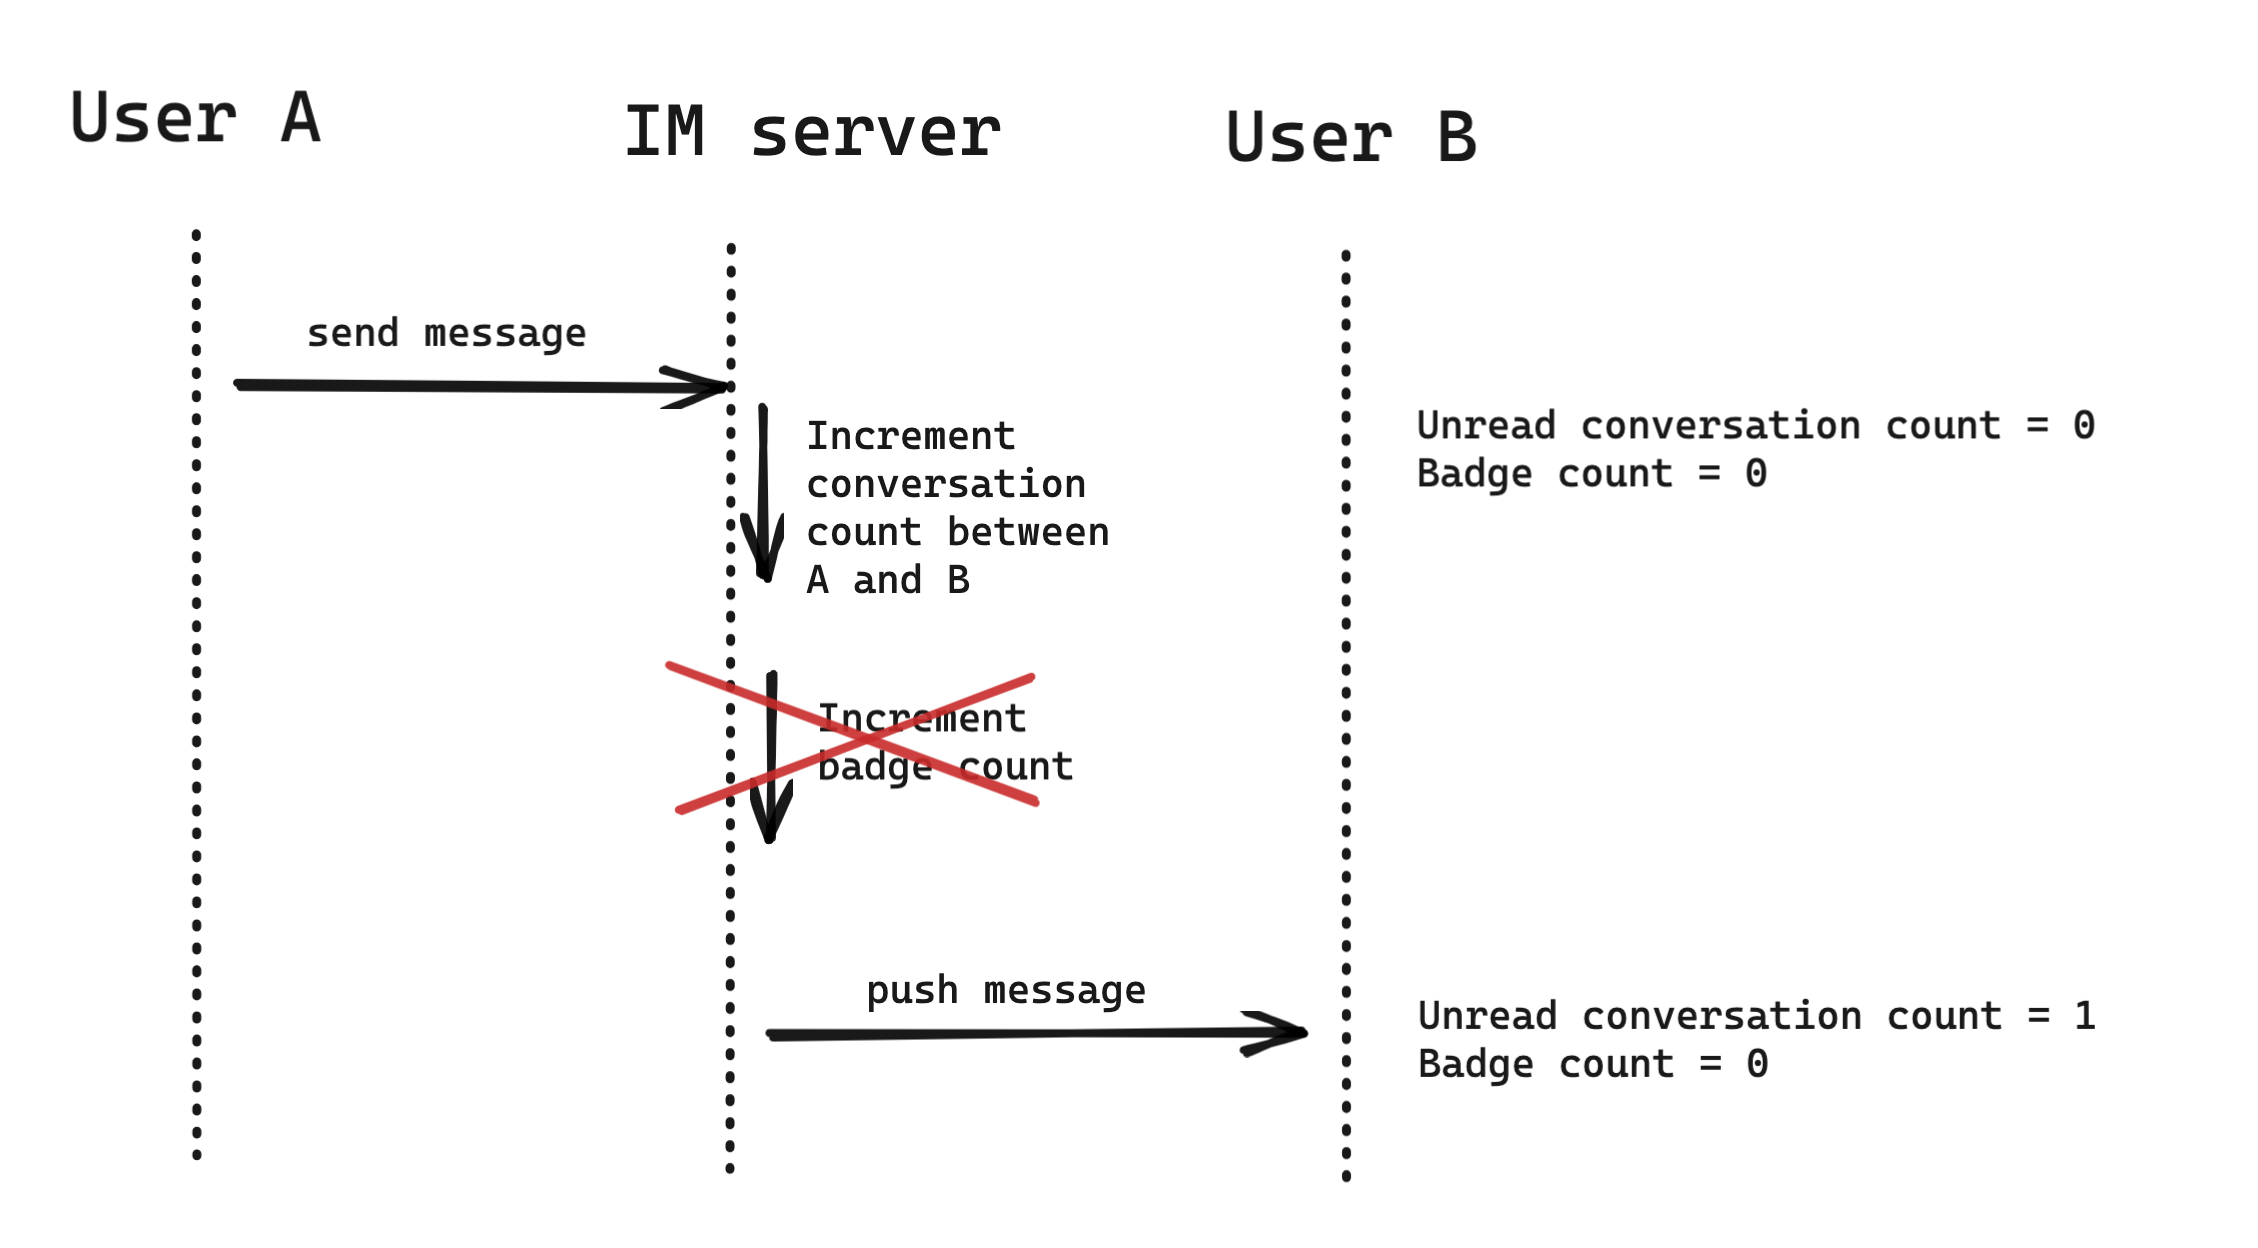 User A
IM server
User B
send message
Increment
conversation
count between
A and B
Unread conversation count = 0
Badge count = 0
Increment
badge count
push message
Unread conversation count = 1
Badge count = 0